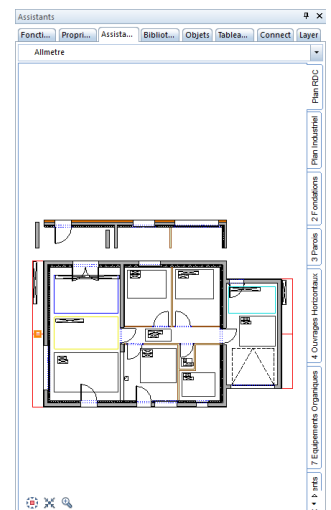 Assistants
Foncti... Propri... Assista... Bibliot... Objets Tablea... Connect Layer
Allmetre
Plan RDC
Plan Industriel
2 Fondations
3 Parois
4 Ouvrages Horizontaux
7 Equipements Organiques